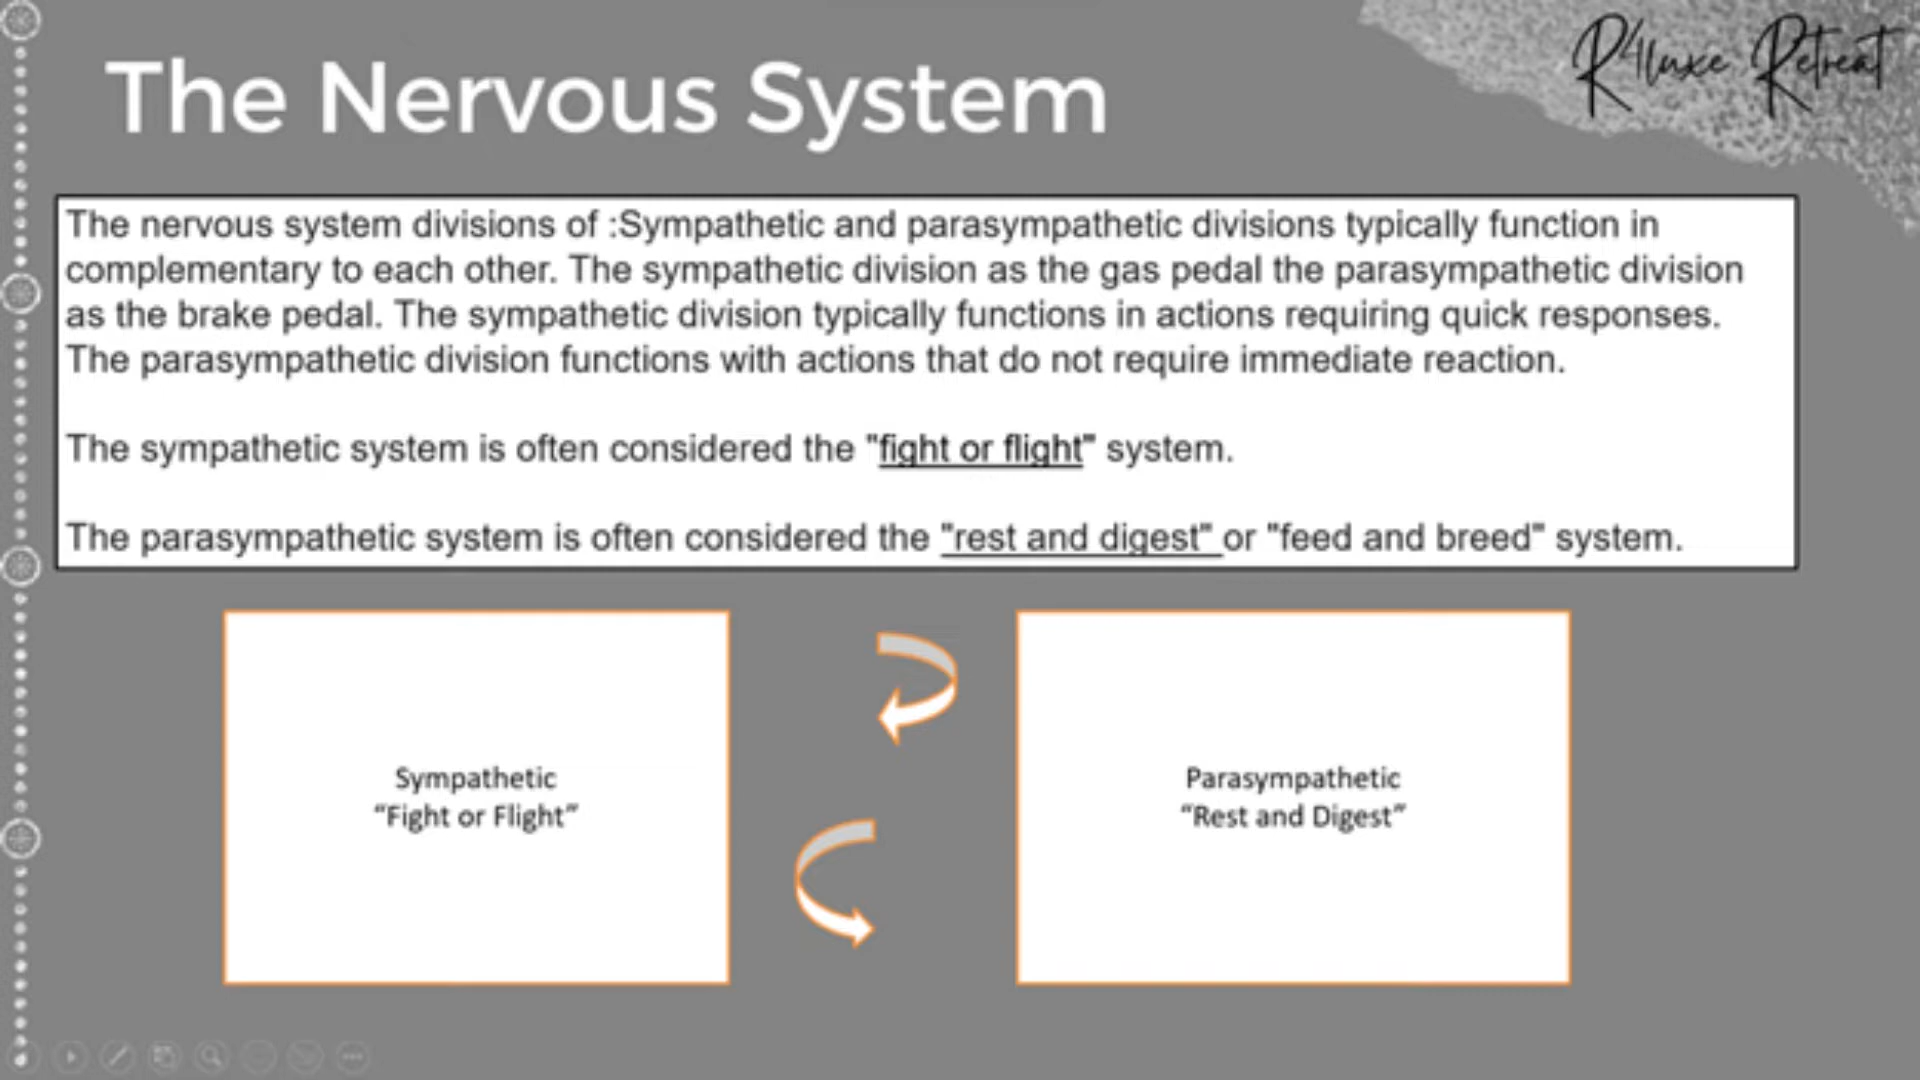 R4luxe Retreat
The Nervous System
The nervous system divisions of :Sympathetic and parasympathetic divisions typically function in
complementary to each other. The sympathetic division as the gas pedal the parasympathetic division
as the brake pedal. The sympathetic division typically functions in actions requiring quick responses.
The parasympathetic division functions with actions that do not require immediate reaction.
The sympathetic system is often considered the "fight or flight" system.
The parasympathetic system is often considered the "rest and digest" or "feed and breed" system.
Sympathetic
“Fight or Flight”
Parasympathetic
“Rest and Digest”